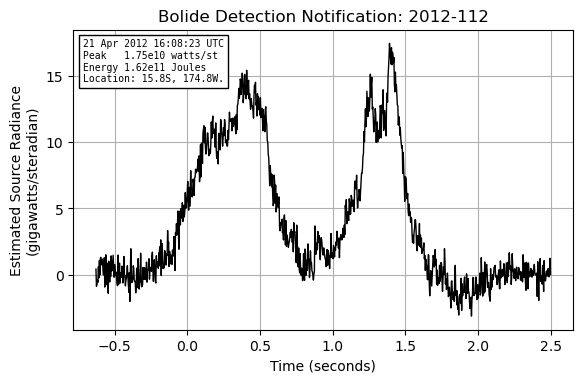 Bolide Detection Notification: 2012-112
21 Apr 2012 16:08:23 UTC
Peak   1.75e10 watts/st
Energy 1.62e11 Joules
Location: 15.8S, 174.8W.
Estimated Source Radiance
(gigawatts/steradian)
15
10
5
0
−0.5 0.0 0.5 1.0 1.5 2.0 2.5
Time (seconds)